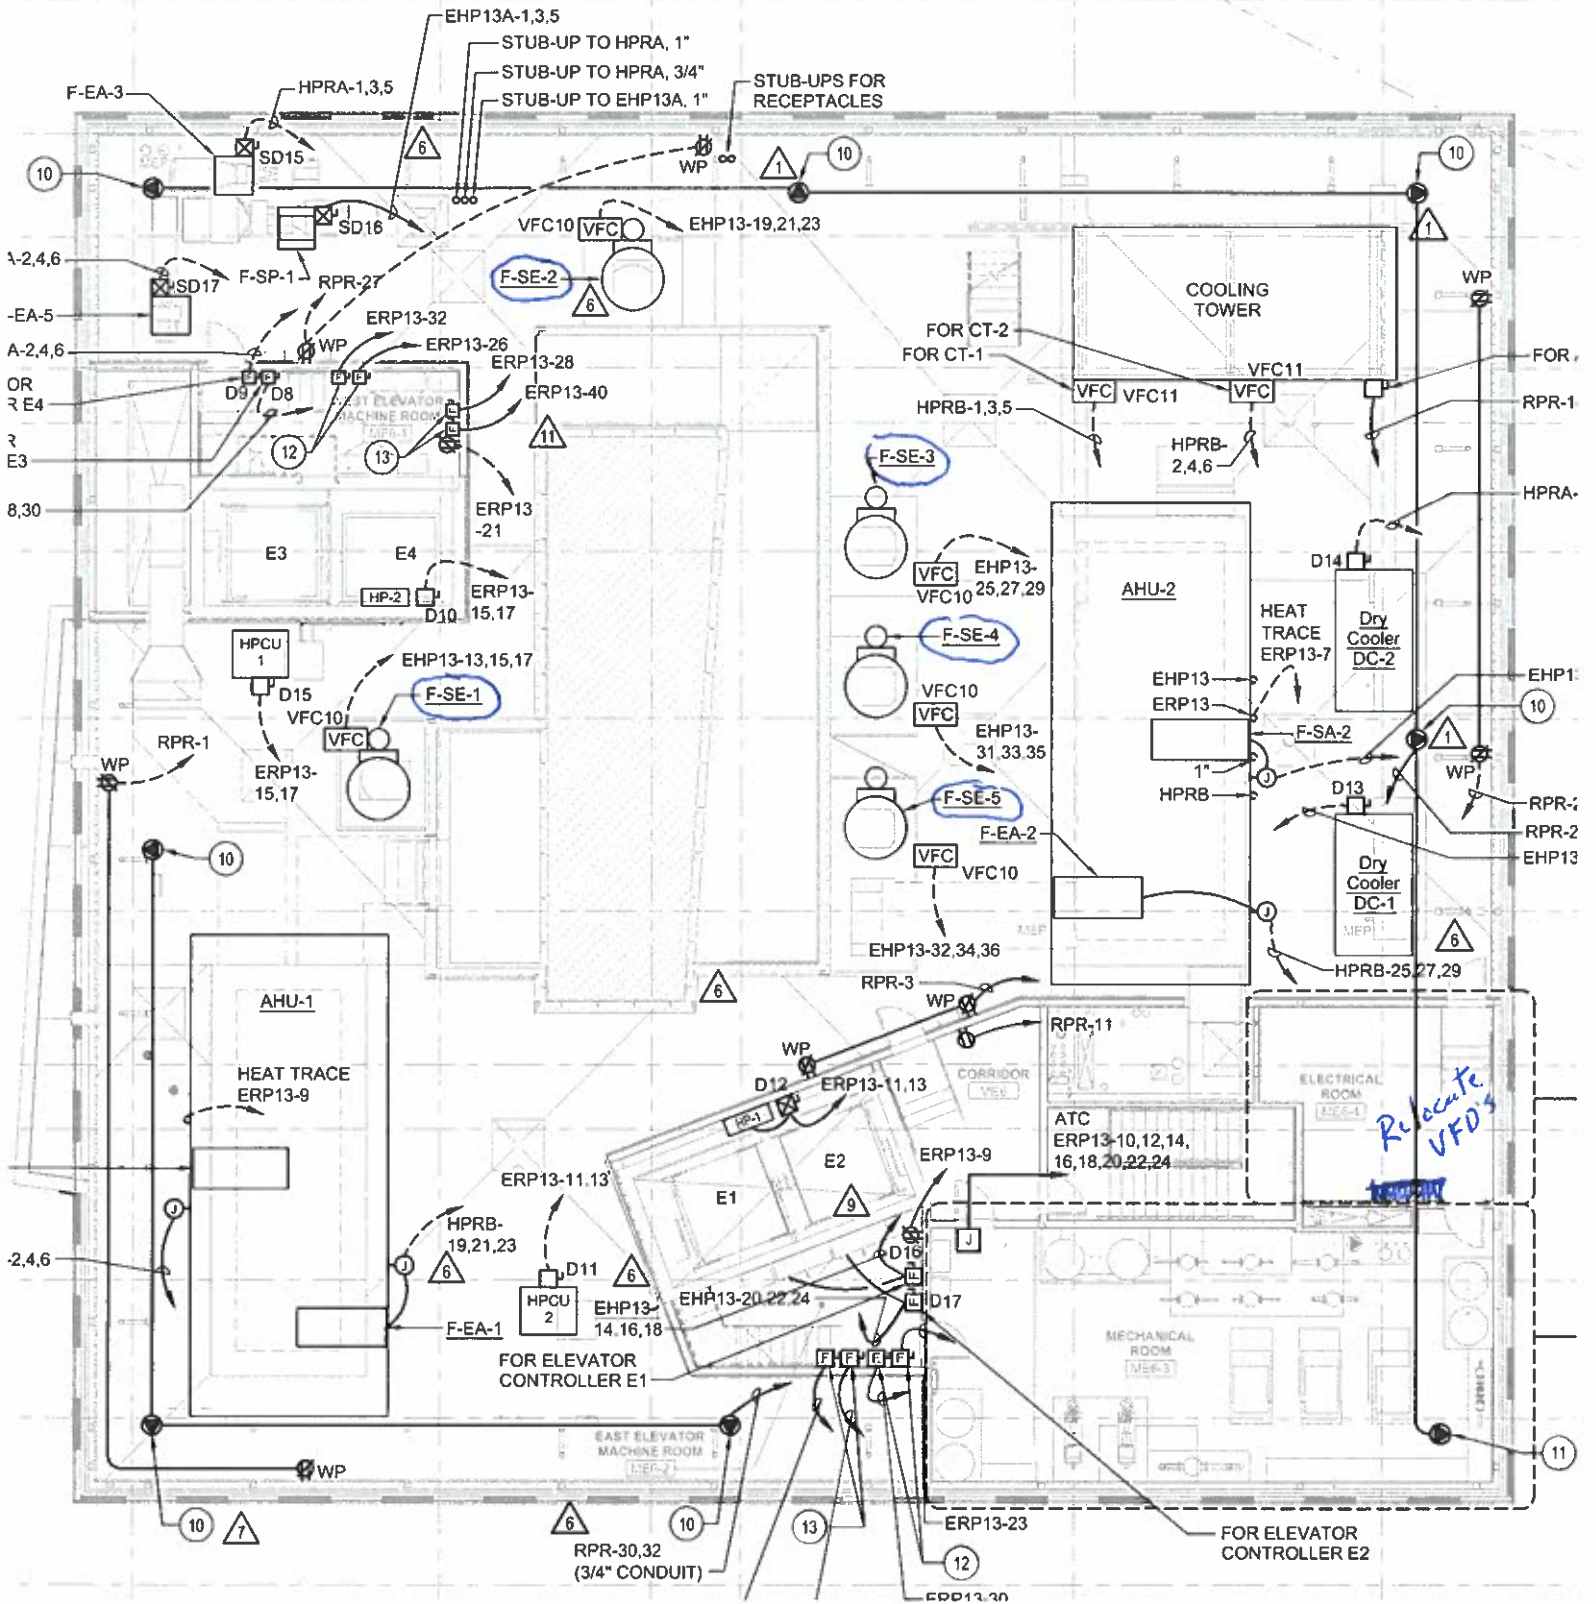 EHP13A-1,3,5
STUB-UP TO HPRA, 1"
STUB-UP TO HPRA, 3/4"
STUB-UP TO EHP13A, 1"
STUB-UPS FOR
RECEPTACLES
F-EA-3
HPRA-1,3,5
SD15
6
WP
1
10
10
10
SD16
VFC10
VFC
EHP13-19,21,23
1
-2,4,6
F-SP-1
SD17
RPR-27
F-SE-2
6
COOLING
TOWER
WP
-EA-5
ERP13-32
ERP13-26
A-2,4,6
WP
FOR CT-2
FOR CT-1
ERP13-28
FOR
OR
R E4
D9
D8
F
F
F
F
EAST ELEVATOR
MACHINE ROOM
ME6-1
F
F
ERP13-40
VFC
VFC11
VFC11
VFC
HPRB-1,3,5
RPR-1
R
E3
12
13
11
HPRB-
2,4,6
F-SE-3
8,30
ERP13
-21
HPRA-
E3
E4
VFC
VFC10
EHP13-
25,27,29
D14
HP-2
D10
ERP13-
15,17
AHU-2
HEAT
TRACE
ERP13-7
Dry
Cooler
DC-2
F-SE-4
HPCU
1
D15
EHP13-13,15,17
F-SE-1
VFC10
VFC
VFC10
VFC
EHP13-
31,33,35
EHP13
ERP13
F-SA-2
1"
J
HPRB
EHP1
10
1
WP
RPR-1
WP
ERP13-
15,17
F-SE-5
D13
RPR-2
RPR-2
EHP13
F-EA-2
VFC
VFC10
10
Dry
Cooler
DC-1
MEP
MEP
J
6
EHP13-32,34,36
HPRB-25,27,29
AHU-1
6
RPR-3
WP
RPR-11
WP
D12
ERP13-11,13
HP-1
CORRIDOR
ME6
ELECTRICAL
ROOM
ME6-4
Relocate
VFD's
HEAT TRACE
ERP13-9
ATC
ERP13-10,12,14,
16,18,20,22,24
E2
E1
ERP13-9
9
ERP13-11,13
J
HPRB-
19,21,23
J
6
J
D16
F
-2,4,6
D11
6
HPCU
2
EHP13-
14,16,18
EHP13-20,22,24
F
D17
F-EA-1
MECHANICAL
ROOM
ME6-3
FOR ELEVATOR
CONTROLLER E1
F
F
F
F
EAST ELEVATOR
MACHINE ROOM
ME6-2
WP
11
10
7
6
10
13
ERP13-23
RPR-30,32
(3/4" CONDUIT)
12
FOR ELEVATOR
CONTROLLER E2
ERP13-30